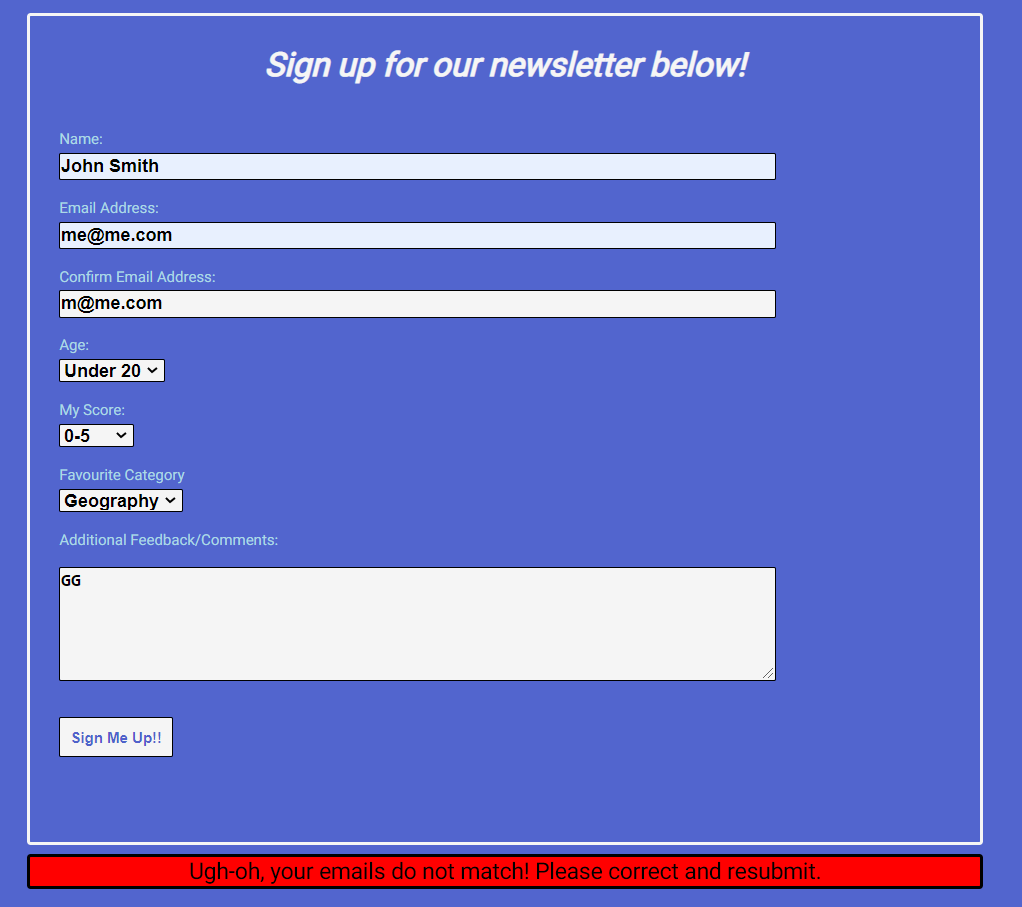 Sign up for our newsletter below!
Name:
John Smith
Email Address:
me@me.com
Confirm Email Address:
m@me.com
Age:
Under 20
My Score:
0-5
Favourite Category
Geography
Additional Feedback/Comments:
GG
Sign Me Up!!
Ugh-oh, your emails do not match! Please correct and resubmit.